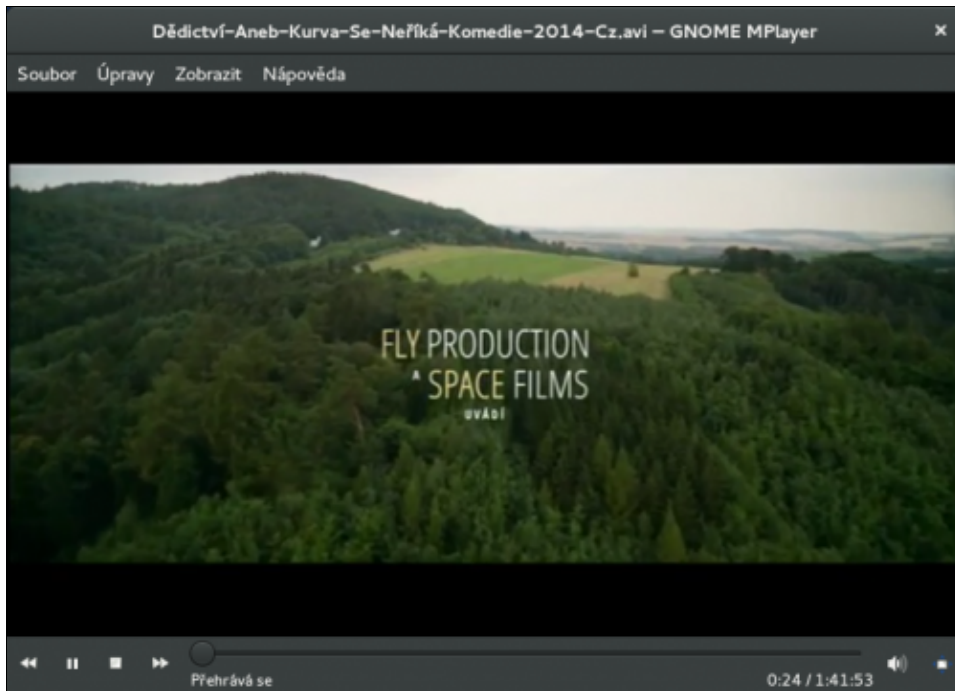 Dědictví-Aneb-Kurva-Se-Neříká-Komedie-2014-Cz.avi — GNOME MPlayer
Soubor Úpravy Zobrazit Nápověda
FLY PRODUCTION
A SPACE FILMS
UVÁDÍ
Přehrává se
0:24 / 1:41:53